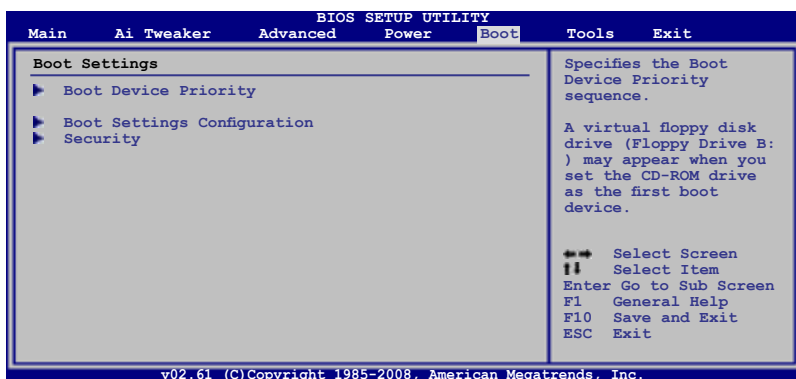 BIOS SETUP UTILITY
Main Ai Tweaker Advanced Power Boot Tools Exit
Boot Settings
Boot Device Priority
Boot Settings Configuration
Security
Specifies the Boot
Device Priority
sequence.
A virtual floppy disk
drive (Floppy Drive B:
) may appear when you
set the CD-ROM drive
as the first boot
device.
Select Screen
Select Item
Enter Go to Sub Screen
F1 General Help
F10 Save and Exit
ESC Exit
v02.61 (C)Copyright 1985-2008, American Megatrends, Inc.